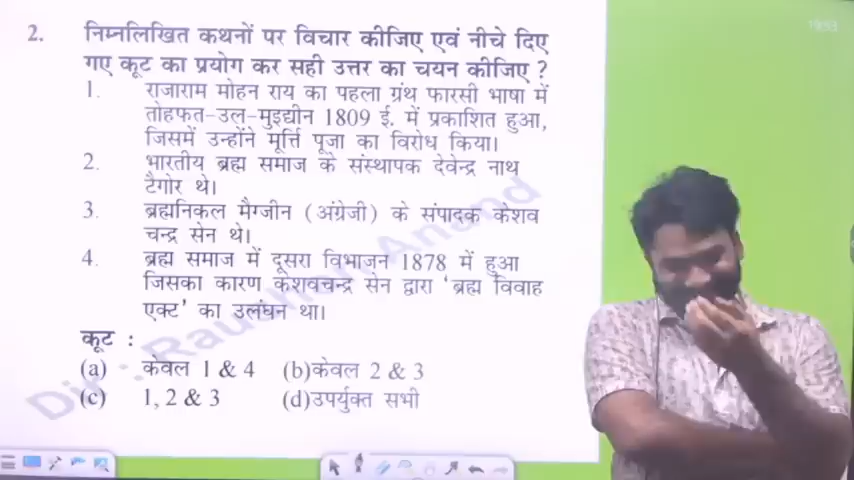 2. निम्नलिखित कथनों पर विचार कीजिए एवं नीचे दिए
गए कूट का प्रयोग कर सही उत्तर का चयन कीजिए ?
1. राजाराम मोहन राय का पहला ग्रंथ फारसी भाषा में
तोहफत-उल-मुइद्यीन 1809 ई. में प्रकाशित हुआ,
जिसमें उन्होंने मूर्त्ति पूजा का विरोध किया।
2. भारतीय ब्रह्म समाज के संस्थापक देवेन्द्र नाथ
टैगोर थे।
3. ब्रह्मनिकल मैग्जीन (अंग्रेजी) के संपादक केशव
चन्द्र सेन थे।
4. ब्रह्म समाज में दूसरा विभाजन 1878 में हुआ
जिसका कारण केशवचन्द्र सेन द्वारा 'ब्रह्म विवाह
एक्ट' का उलंघन था।
कूट :
(a) केवल 1 & 4 (b)केवल 2 & 3
(c) 1, 2 & 3 (d)उपर्युक्त सभी
Raushan Anand